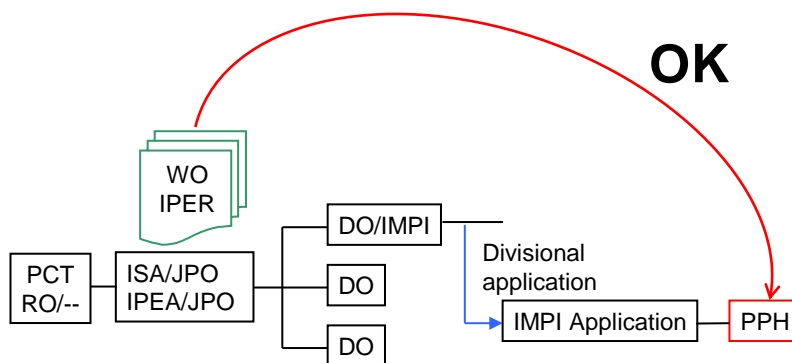 OK
WO
IPER
DO/IMPI
Divisional
application
PCT
RO/--
ISA/JPO
IPEA/JPO
DO
IMPI Application
PPH
DO